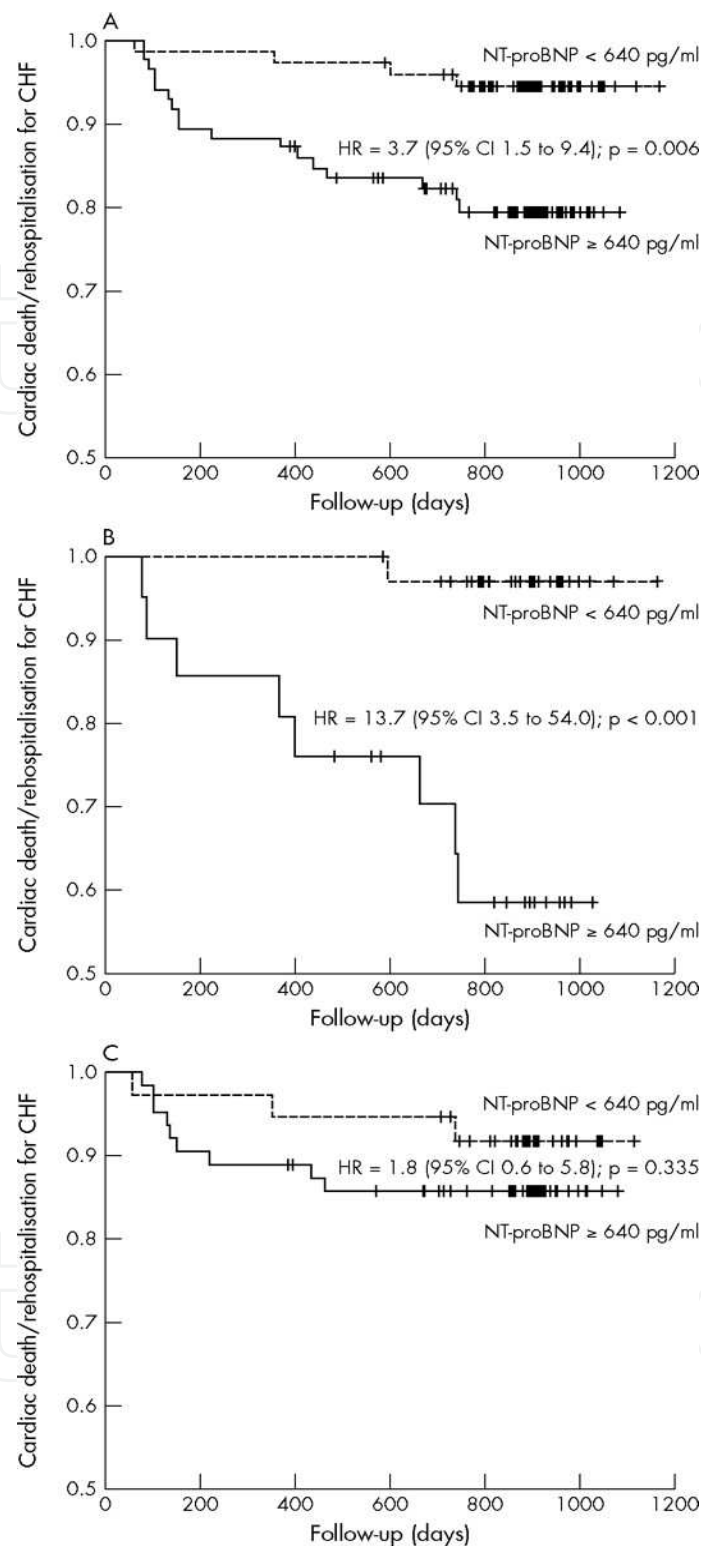 A
Cardiac death/rehospitalisation for CHF
1.0
0.9
0.8
0.7
0.6
0.5
NT-proBNP < 640 pg/ml
HR = 3.7 (95% CI 1.5 to 9.4); p = 0.006
NT-proBNP ≥ 640 pg/ml
0 200 400 600 800 1000 1200
Follow-up (days)
B
Cardiac death/rehospitalisation for CHF
1.0
0.9
0.8
0.7
0.6
0.5
NT-proBNP < 640 pg/ml
HR = 13.7 (95% CI 3.5 to 54.0); p < 0.001
NT-proBNP ≥ 640 pg/ml
0 200 400 600 800 1000 1200
Follow-up (days)
C
Cardiac death/rehospitalisation for CHF
1.0
0.9
0.8
0.7
0.6
0.5
NT-proBNP < 640 pg/ml
HR = 1.8 (95% CI 0.6 to 5.8); p = 0.335
NT-proBNP ≥ 640 pg/ml
0 200 400 600 800 1000 1200
Follow-up (days)